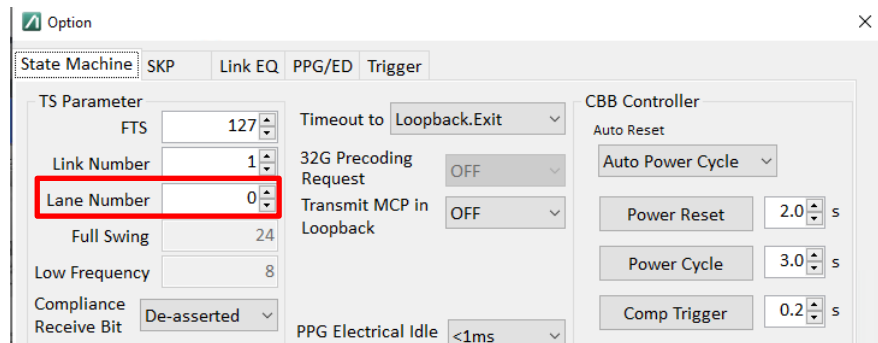 Option
State Machine SKP Link EQ PPG/ED Trigger
TS Parameter
FTS 127
Link Number 1
Lane Number 0
Full Swing 24
Low Frequency 8
Compliance
Receive Bit De-asserted
Timeout to Loopback.Exit
32G Precoding
Request OFF
Transmit MCP in
Loopback OFF
PPG Electrical Idle <1ms
CBB Controller
Auto Reset
Auto Power Cycle
Power Reset 2.0 s
Power Cycle 3.0 s
Comp Trigger 0.2 s